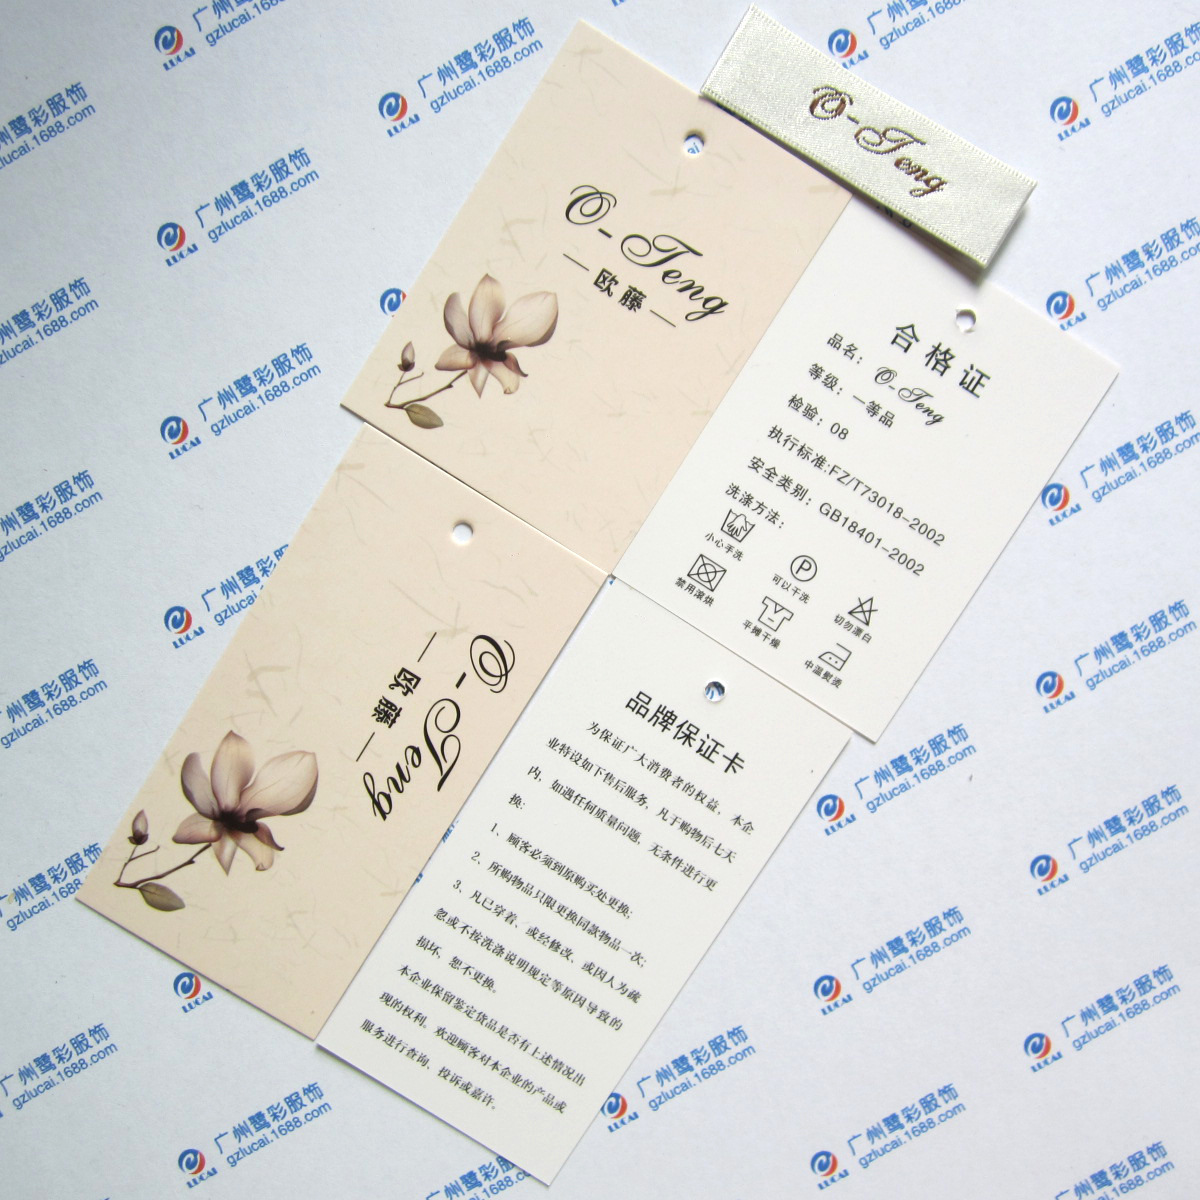 O-Teng
O-Teng
欧藤
合格证
品名： O-Teng
等级：一等品
检验：08
执行标准:FZ/T73018-2002
安全类别：GB18401-2002
洗涤方法：
小心手洗
可以干洗
切勿漂白
禁用滚烘
平摊干燥
中温熨烫
P
O-Teng
欧藤
品牌保证卡
为保证广大消费者的权益，本企
业特设如下售后服务，凡于购物后七天
内，如遇任何质量问题，无条件进行更
换：
1、顾客必须到原购买处更换；
2、所购物品只限更换同款物品一次；
3、凡已穿着、或经修改、或因人为疏
忽或不按洗涤说明规定等原因导致的
损坏，恕不更换。
本企业保留鉴定货品是否有上述情况出
现的权利。欢迎顾客对本企业的产品或
服务进行查询、投诉或嘉许。
LUCAI
广州鹭彩服饰
gzlucai.1688.com